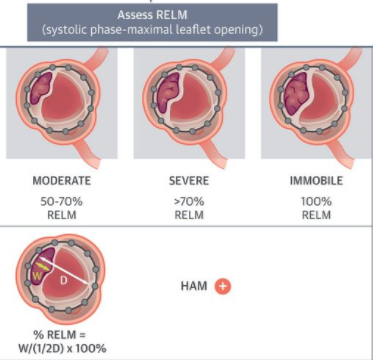 Assess RELM
(systolic phase-maximal leaflet opening)
MODERATE
50-70%
RELM
SEVERE
>70%
RELM
IMMOBILE
100%
RELM
W
D
% RELM =
W/(1/2D) x 100%
HAM +